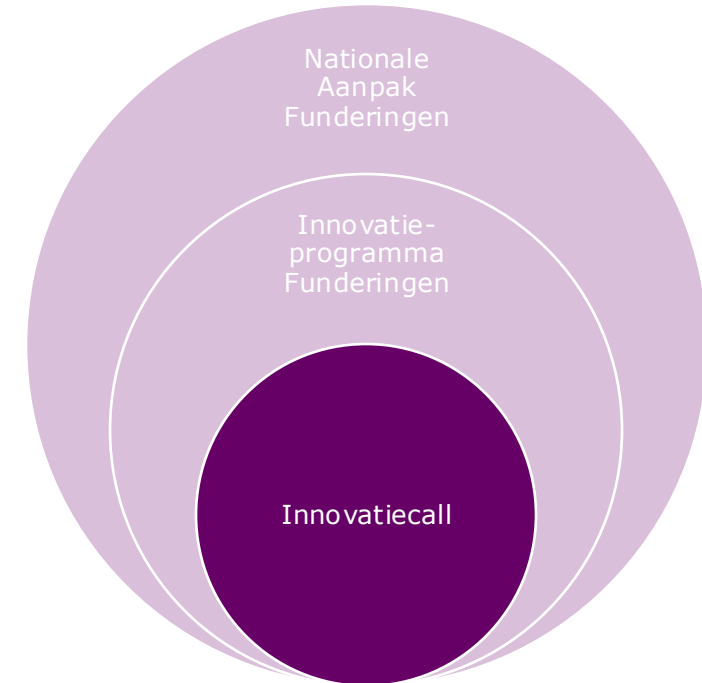 Nationale
Aanpak
Funderingen
Innovatie-
programma
Funderingen
Innovatiecall